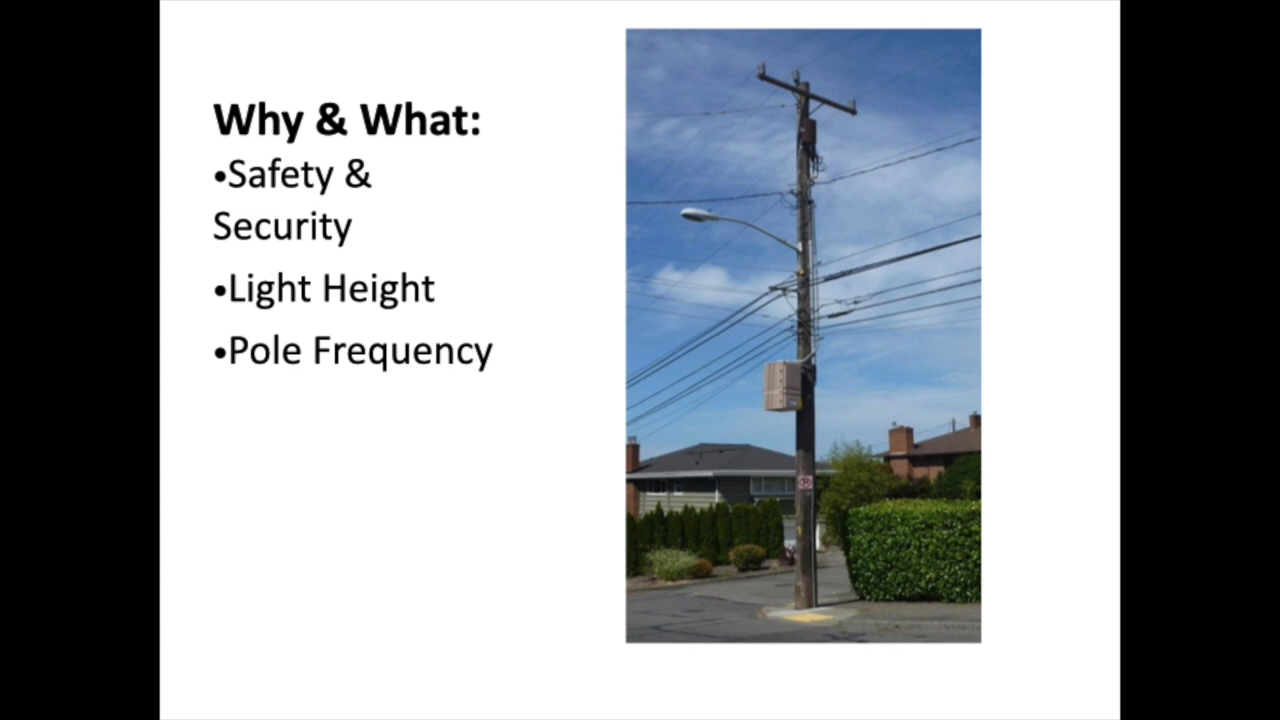 Why & What:
•Safety &
Security
•Light Height
•Pole Frequency